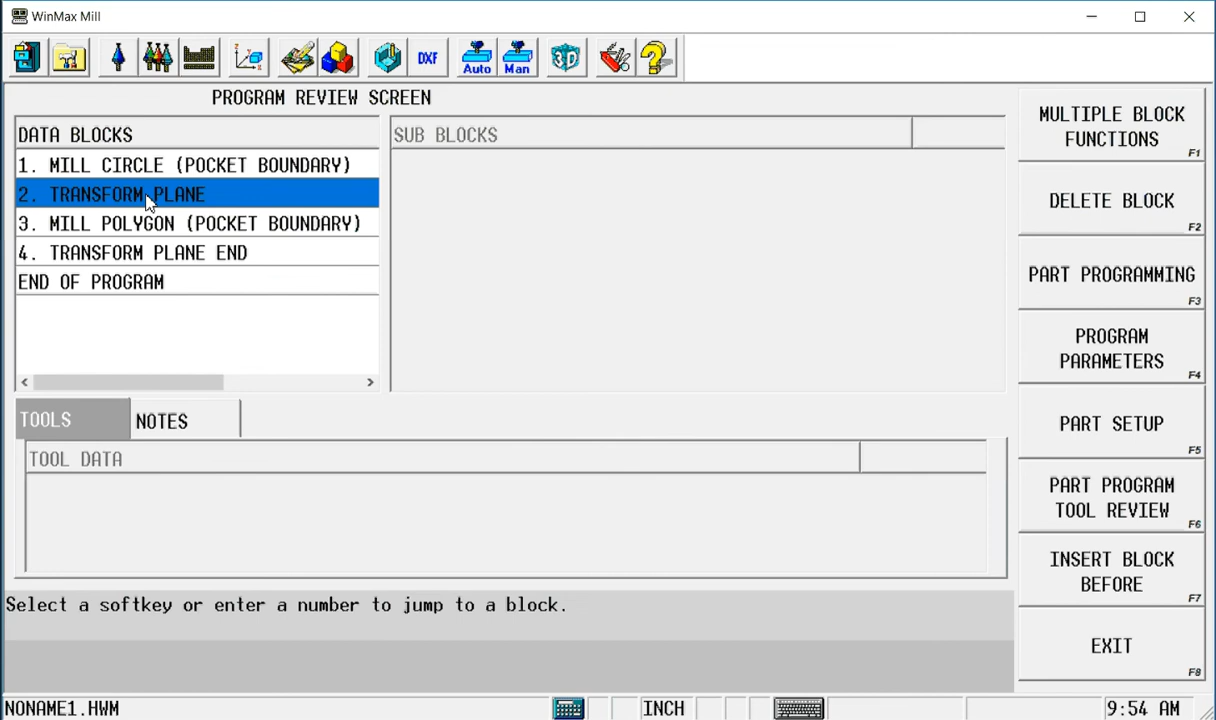 WinMax Mill
DXF
Auto
Man
3D
PROGRAM REVIEW SCREEN
DATA BLOCKS
1. MILL CIRCLE (POCKET BOUNDARY)
2. TRANSFORM PLANE
3. MILL POLYGON (POCKET BOUNDARY)
4. TRANSFORM PLANE END
END OF PROGRAM
SUB BLOCKS
TOOLS
NOTES
TOOL DATA
Select a softkey or enter a number to jump to a block.
MULTIPLE BLOCK
FUNCTIONS
F1
DELETE BLOCK
F2
PART PROGRAMMING
F3
PROGRAM
PARAMETERS
F4
PART SETUP
F5
PART PROGRAM
TOOL REVIEW
F6
INSERT BLOCK
BEFORE
F7
EXIT
F8
NONAME1.HWM
INCH
9:54 AM